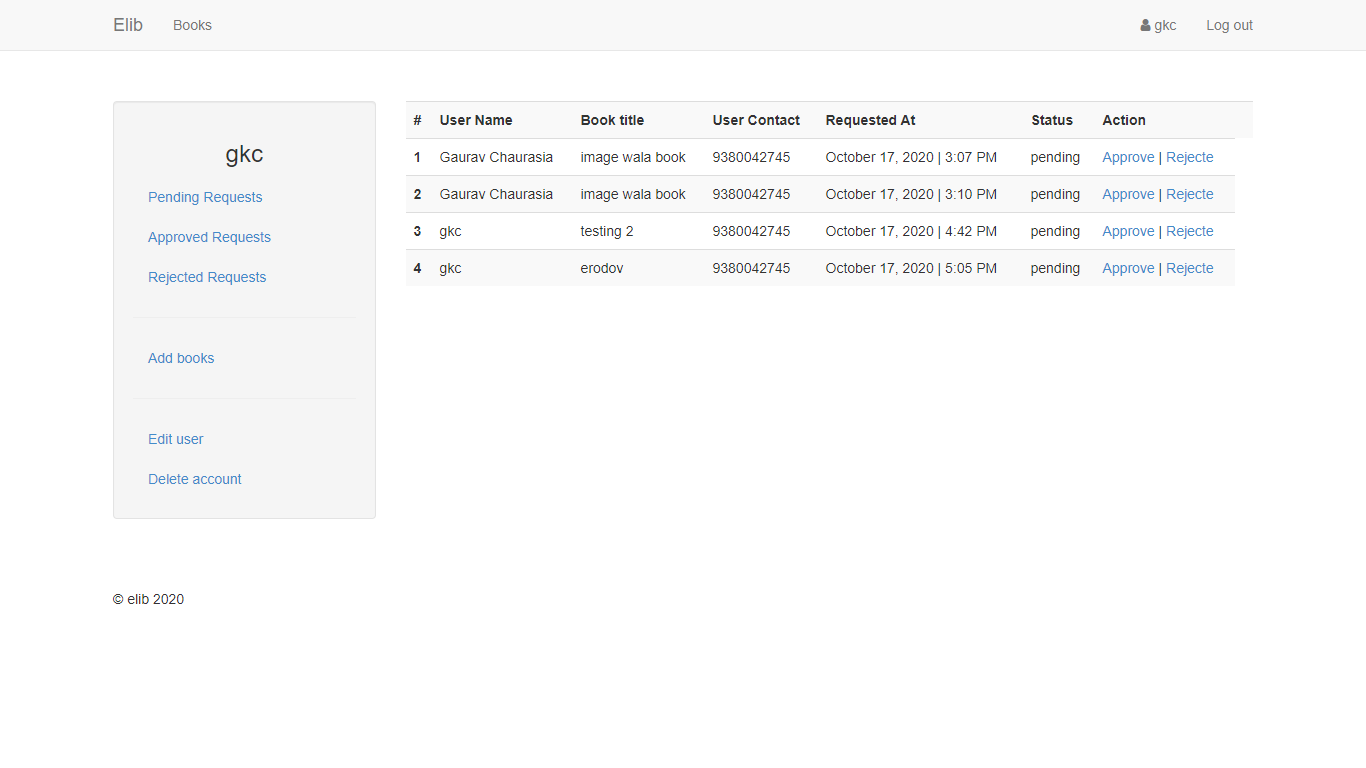 Elib Books gkc Log out
gkc
Pending Requests
Approved Requests
Rejected Requests
Add books
Edit user
Delete account
# User Name Book title User Contact Requested At Status Action
1 Gaurav Chaurasia image wala book 9380042745 October 17, 2020 | 3:07 PM pending Approve | Rejecte
2 Gaurav Chaurasia image wala book 9380042745 October 17, 2020 | 3:10 PM pending Approve | Rejecte
3 gkc testing 2 9380042745 October 17, 2020 | 4:42 PM pending Approve | Rejecte
4 gkc erodov 9380042745 October 17, 2020 | 5:05 PM pending Approve | Rejecte
© elib 2020